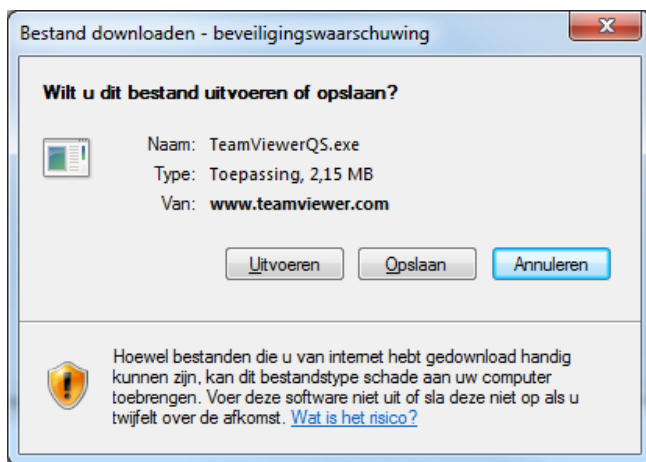 Bestand downloaden - beveiligingswaarschuwing
Wilt u dit bestand uitvoeren of opslaan?
Naam: TeamViewerQS.exe
Type: Toepassing, 2,15 MB
Van: www.teamviewer.com
Uitvoeren Opslaan Annuleren
Hoewel bestanden die u van internet hebt gedownload handig
kunnen zijn, kan dit bestandstype schade aan uw computer
toebrengen. Voer deze software niet uit of sla deze niet op als u
twijfelt over de afkomst. Wat is het risico?